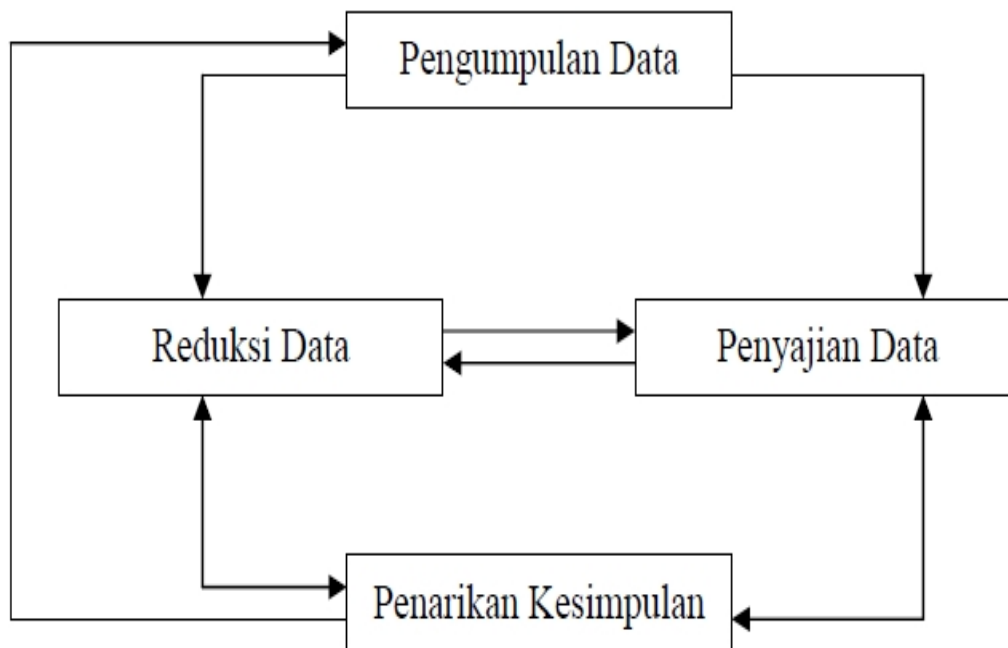 Pengumpulan Data
Reduksi Data
Penyajian Data
Penarikan Kesimpulan